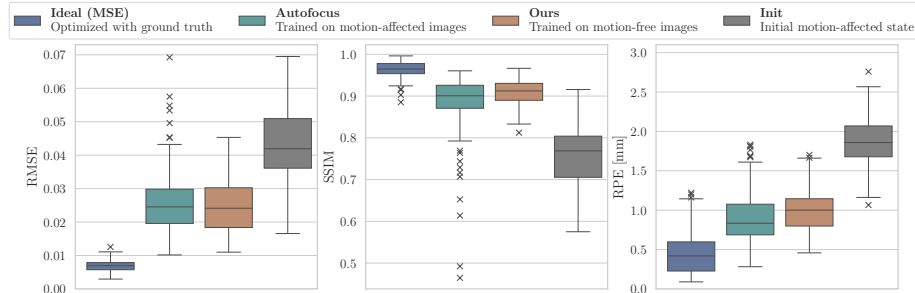 Ideal (MSE)
Optimized with ground truth
Autofocus
Trained on motion-affected images
Ours
Trained on motion-free images
Init
Initial motion-affected state
0.07
0.06
0.05
0.04
0.03
0.02
0.01
0.00
RMSE
1.0
0.9
0.8
0.7
0.6
0.5
SSIM
3.0
2.5
2.0
1.5
1.0
0.5
0.0
RPE [mm]